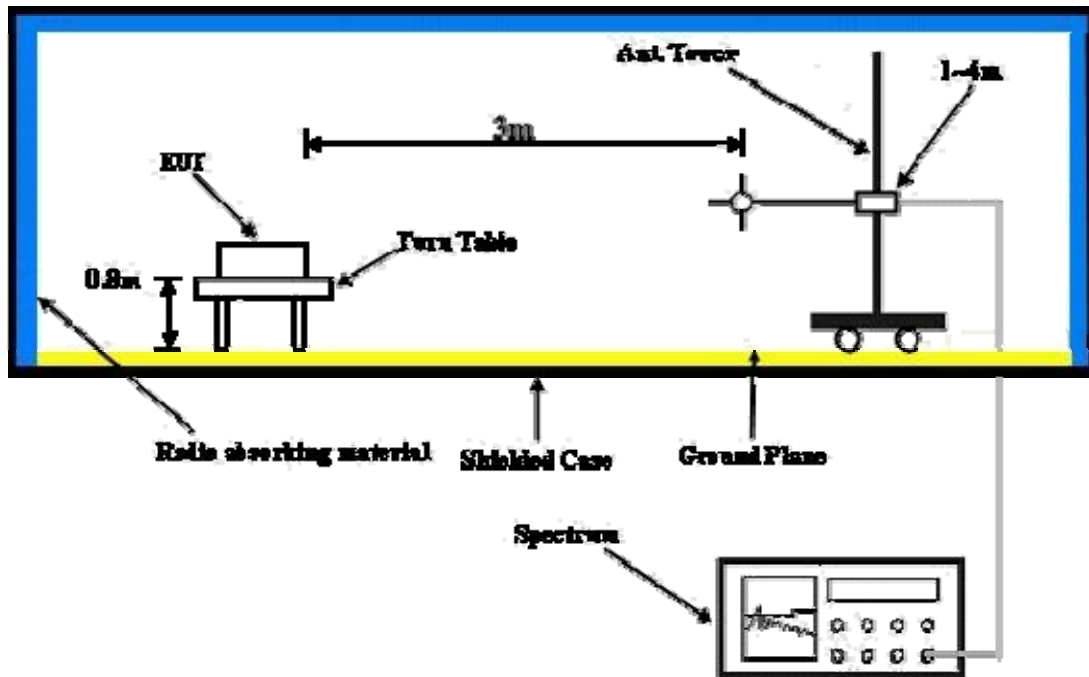 Ant. Tower
1~4m
3m
EUT
Turn Table
0.8m
Radio absorbing material
Shielded Case
Ground Plane
Spectrum